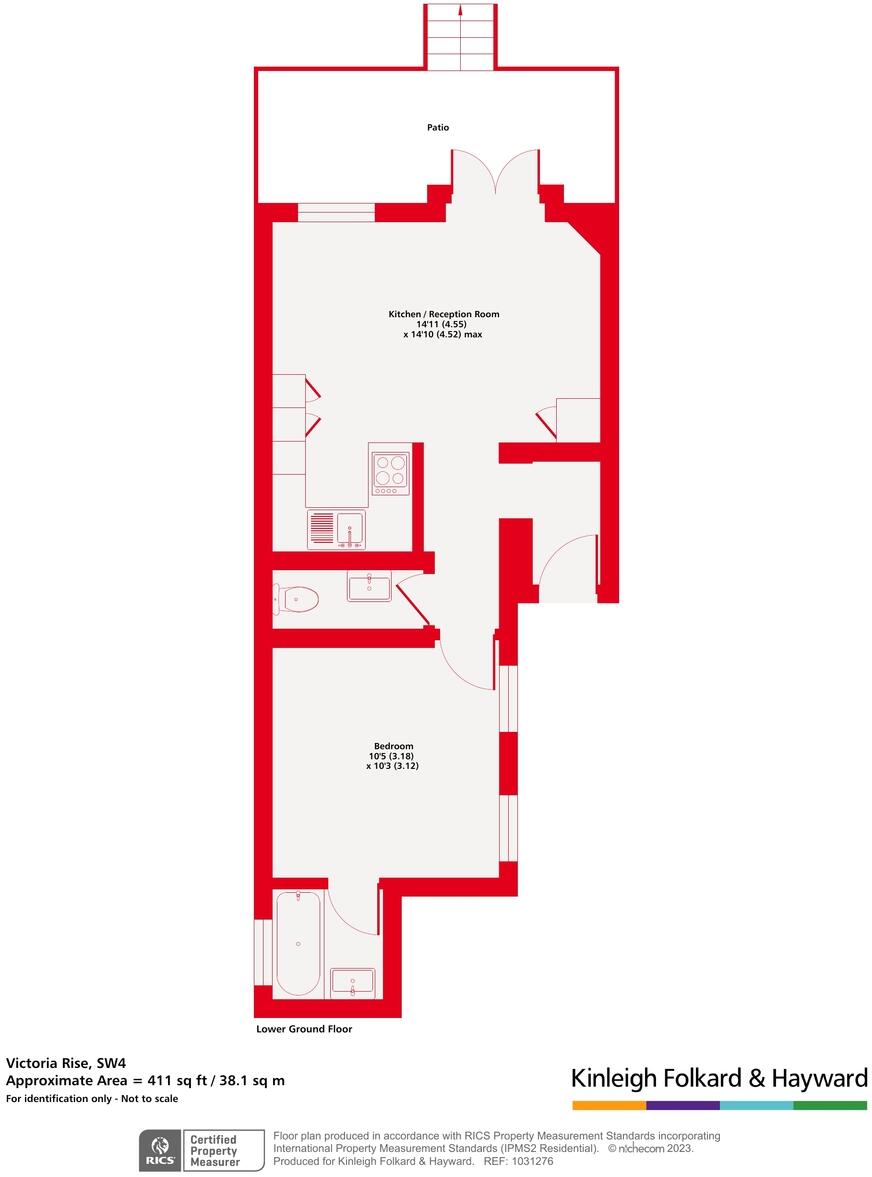 Patio
Kitchen / Reception Room
14'11 (4.55)
x 14'10 (4.52) max
Bedroom
10'5 (3.18)
x 10'3 (3.12)
Lower Ground Floor
Victoria Rise, SW4
Approximate Area = 411 sq ft / 38.1 sq m
For identification only - Not to scale
Kinleigh Folkard & Hayward
RICS
Certified
Property
Measurer
Floor plan produced in accordance with RICS Property Measurement Standards incorporating
International Property Measurement Standards (IPMS2 Residential). © n!checom 2023.
Produced for Kinleigh Folkard & Hayward. REF: 1031276